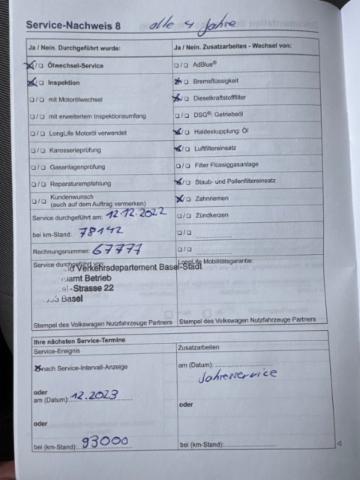 Service-Nachweis 8 alle 4 Jahre
Ja / Nein. Durchgeführt wurde:
☒/☐ Ölwechsel-Service
☒/☐ Inspektion
☐/☐ mit Motorölwechsel
☐/☐ mit erweitertem Inspektionsumfang
☐/☐ LongLife Motoröl verwendet
☐/☐ Karosserieprüfung
☐/☐ Gasanlagenprüfung
☐/☐ Reparaturempfehlung
☐/☐ Kundenwunsch
(auch auf dem Auftrag vermerken)
Service durchgeführt am: 12.12.2022
bei km-Stand: 78142
Rechnungsnummer: 67777
Service durchgeführt von:
Verkehrsdepartement Basel-Stadt
amt Betrieb
-Strasse 22
Basel
Stempel des Volkswagen Nutzfahrzeuge Partners
Ja / Nein. Zusatzarbeiten - Wechsel von:
☐/☐ AdBlue®
☒/☐ Bremsflüssigkeit
☒/☐ Dieselkraftstofffilter
☐/☐ DSG®: Getriebeöl
☒/☐ Haldexkupplung: Öl
☒/☐ Luftfiltereinsatz
☐/☐ Filter Flüssiggasanlage
☒/☐ Staub- und Pollenfiltereinsatz
☒/☐ Zahnriemen
☐/☐ Zündkerzen
☐/☐
☐/☐
LongLife Mobilitätsgarantie:
Stempel des Volkswagen Nutzfahrzeuge Partners
Ihre nächsten Service-Termine
Service-Ereignis
☒ nach Service-Intervall-Anzeige
oder
am (Datum): 12.2023
oder
bei (km-Stand): 93000
Zusatzarbeiten
am (Datum):
Jahresservice
oder
bei (km-Stand):